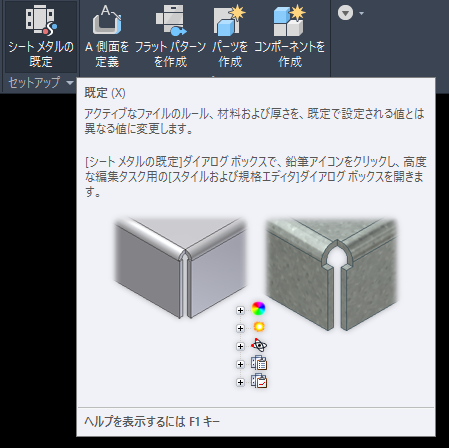 シート メタルの
既定
A 側面を
定義
フラット パターン
を作成
パーツを
作成
コンポーネントを
作成
セットアップ
既定 (X)
アクティブなファイルのルール、材料および厚さを、既定で設定される値とは
異なる値に変更します。
[シート メタルの既定]ダイアログ ボックスで、鉛筆アイコンをクリックし、高度
な編集タスク用の[スタイルおよび規格エディタ]ダイアログ ボックスを開きま
す。
ヘルプを表示するには F1 キー